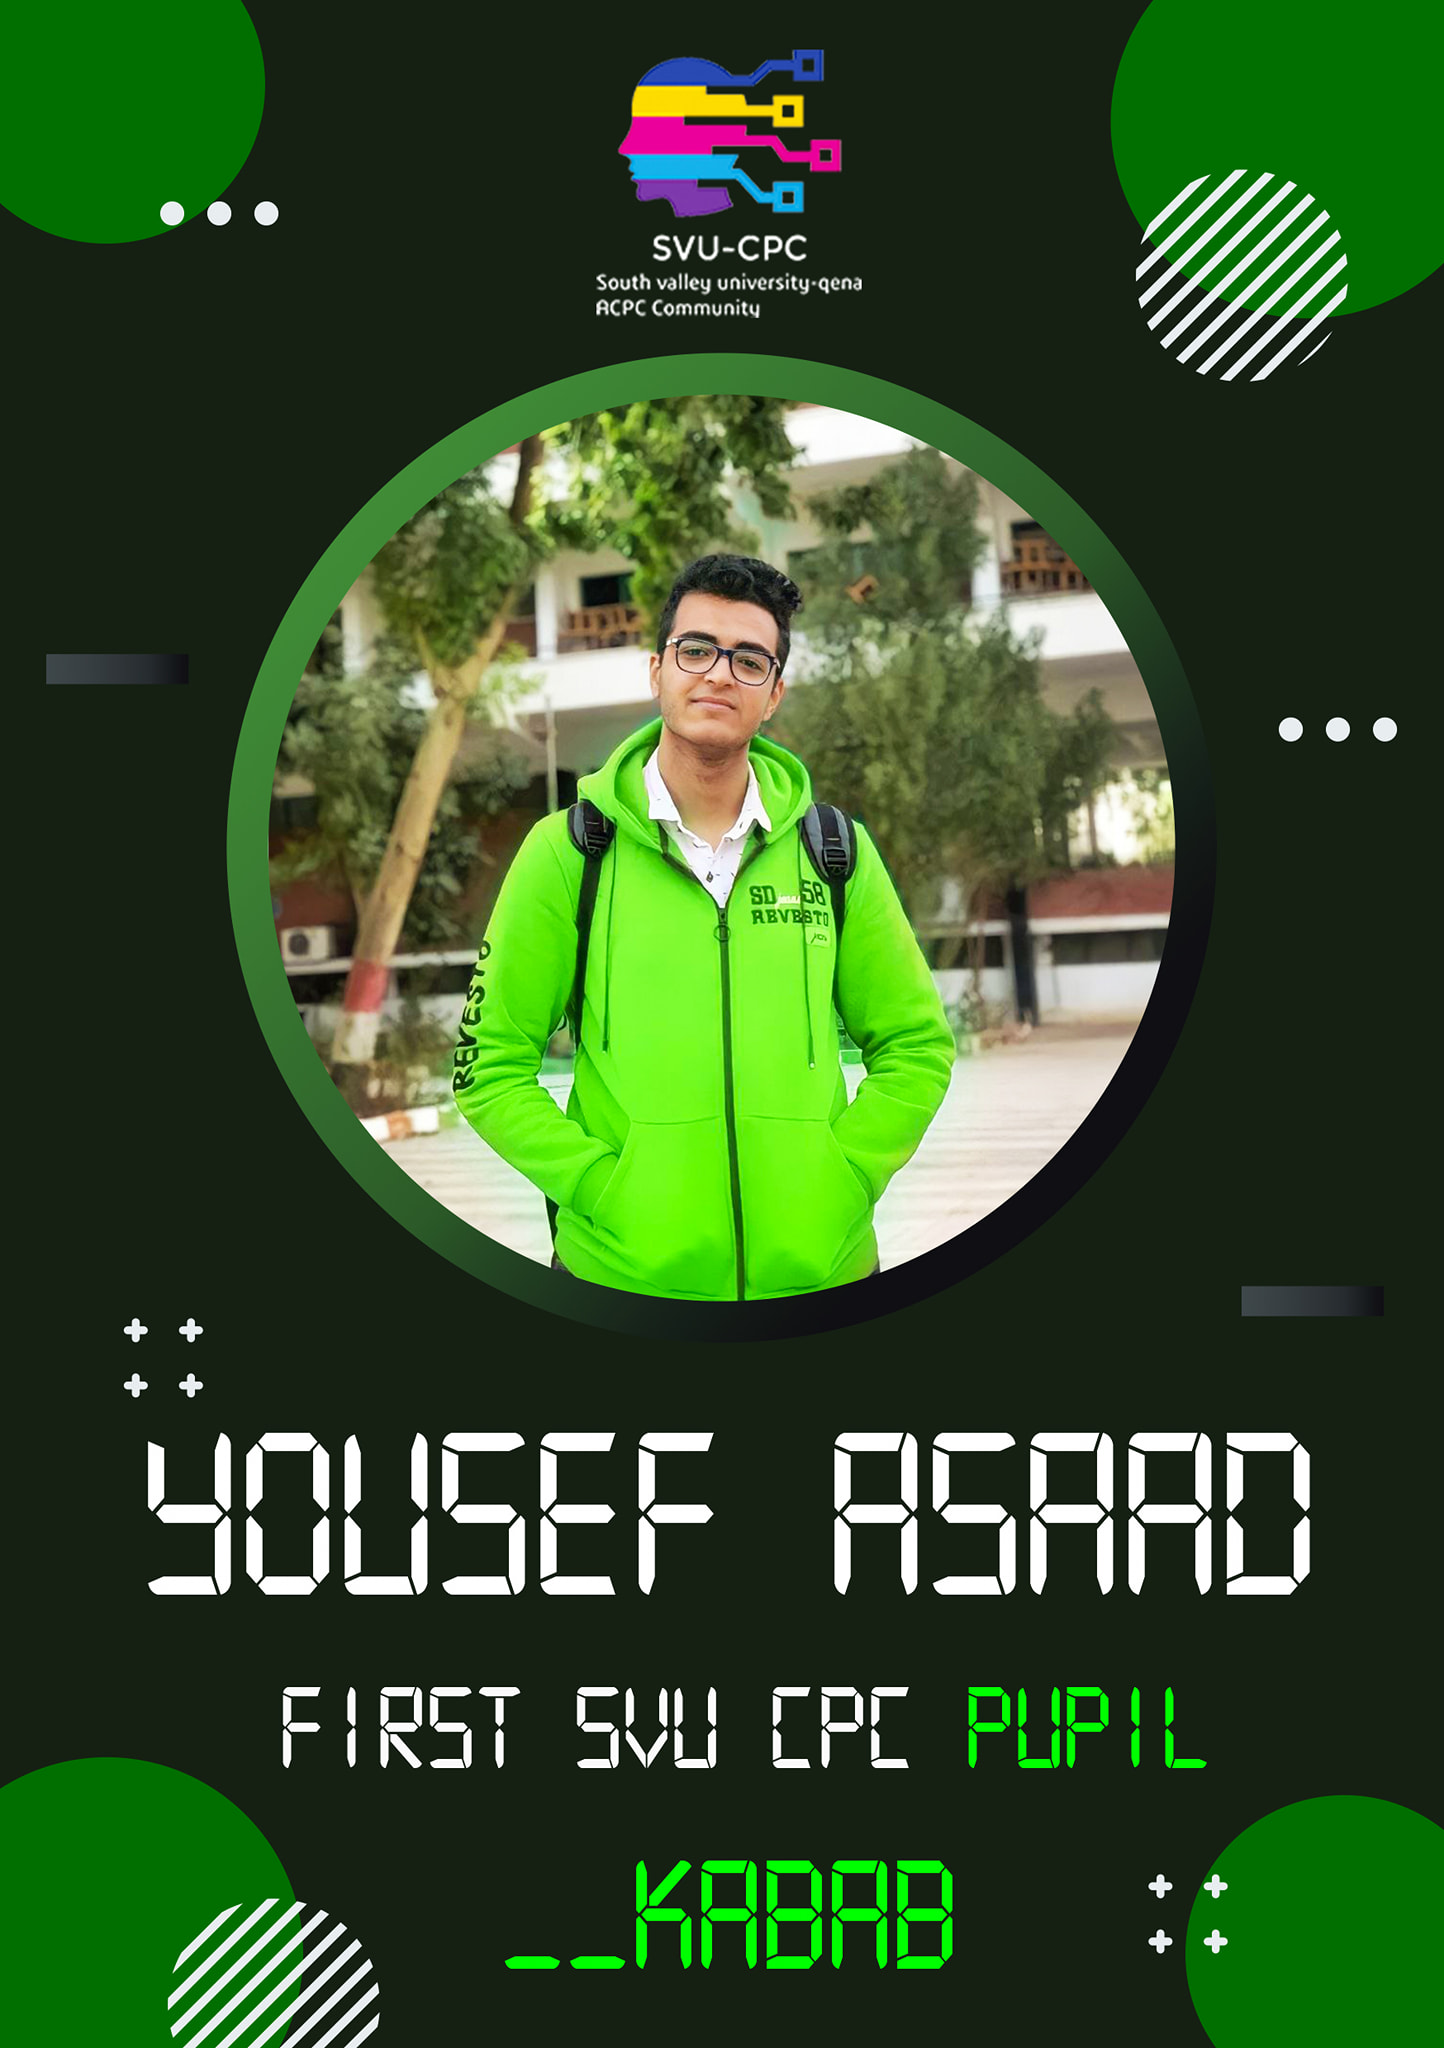 SVU-CPC
South valley university-qena
ACPC Community
SD 58
REVESTO
REVESTO
YOUSEF ASAAD
FIRST SVU CPC PUPIL
__KABAB